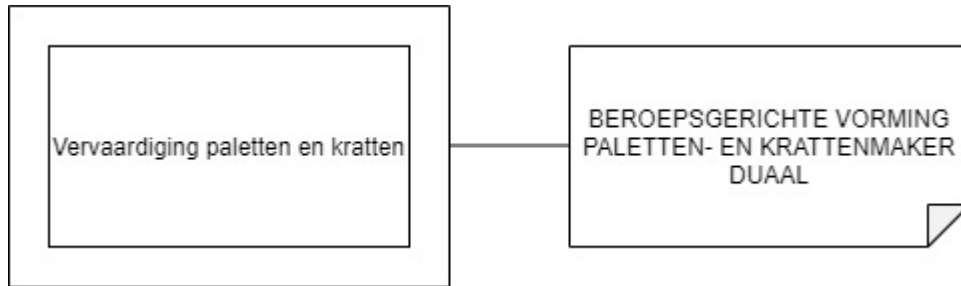 Vervaardiging paletten en kratten
BEROEPSGERICHTE VORMING
PALETTEN- EN KRATTENMAKER
DUAAL